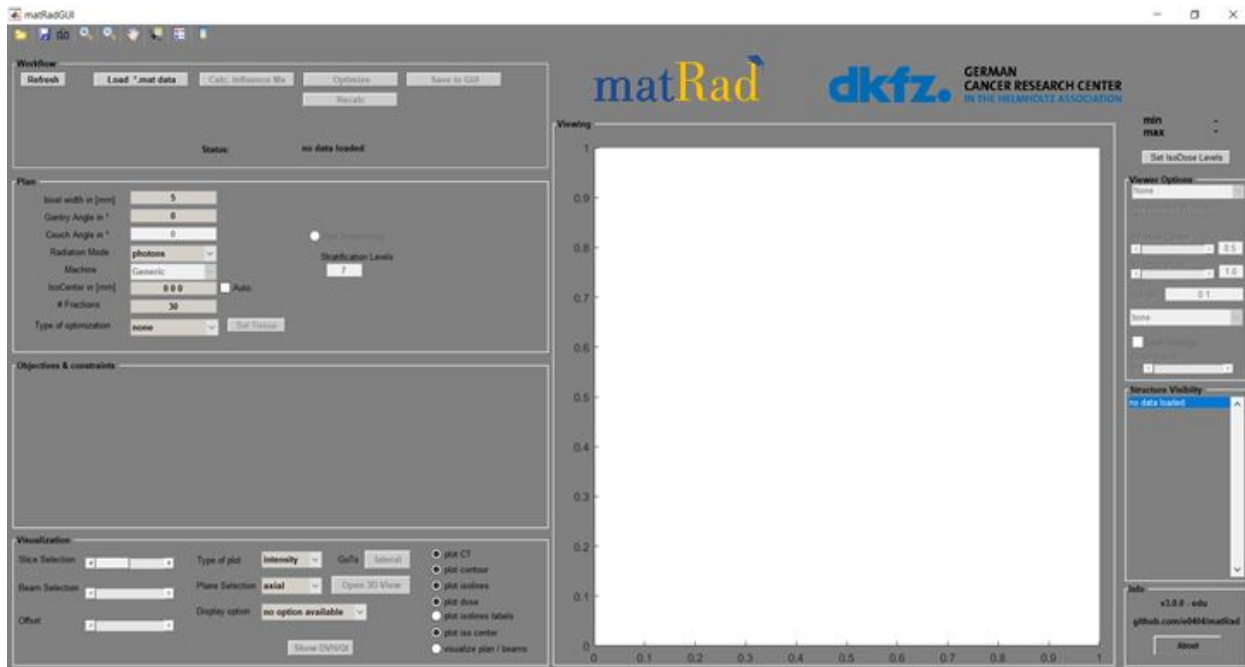 matRadGUI
Workflow
Refresh
Load *.mat data
Calc. Influence Mx
Optimize
Save to GUI
Recalc
Status:
no data loaded
Plan
bixel width in [mm]
5
Gantry Angle in °
0
Couch Angle in °
0
Radiation Mode
photons
Machine
Generic
IsoCenter in [mm]
0 0 0
Auto.
# Fractions
30
Type of optimization
none
Set Tissue
Stratification Levels
7
Objectives & constraints
Visualization
Slice Selection
Beam Selection
Offset
Type of plot
intensity
GoTo
lateral
Plane Selection
axial
Open 3D View
Display option
no option available
Show DVH/QI
plot CT
plot contour
plot isolines
plot dose
plot isolines labels
plot iso center
visualize plan / beams
matRad
dkfz.
GERMAN
CANCER RESEARCH CENTER
IN THE HELMHOLTZ ASSOCIATION
Viewing
1
0.9
0.8
0.7
0.6
0.5
0.4
0.3
0.2
0.1
0
0 0.1 0.2 0.3 0.4 0.5 0.6 0.7 0.8 0.9 1
min -
max -
Set IsoDose Levels
Viewer Options
None
0.5
1.0
0 1
bone
Structure Visibilty
no data loaded
Info
v3.0.0 - edu
github.com/e0404/matRad
About